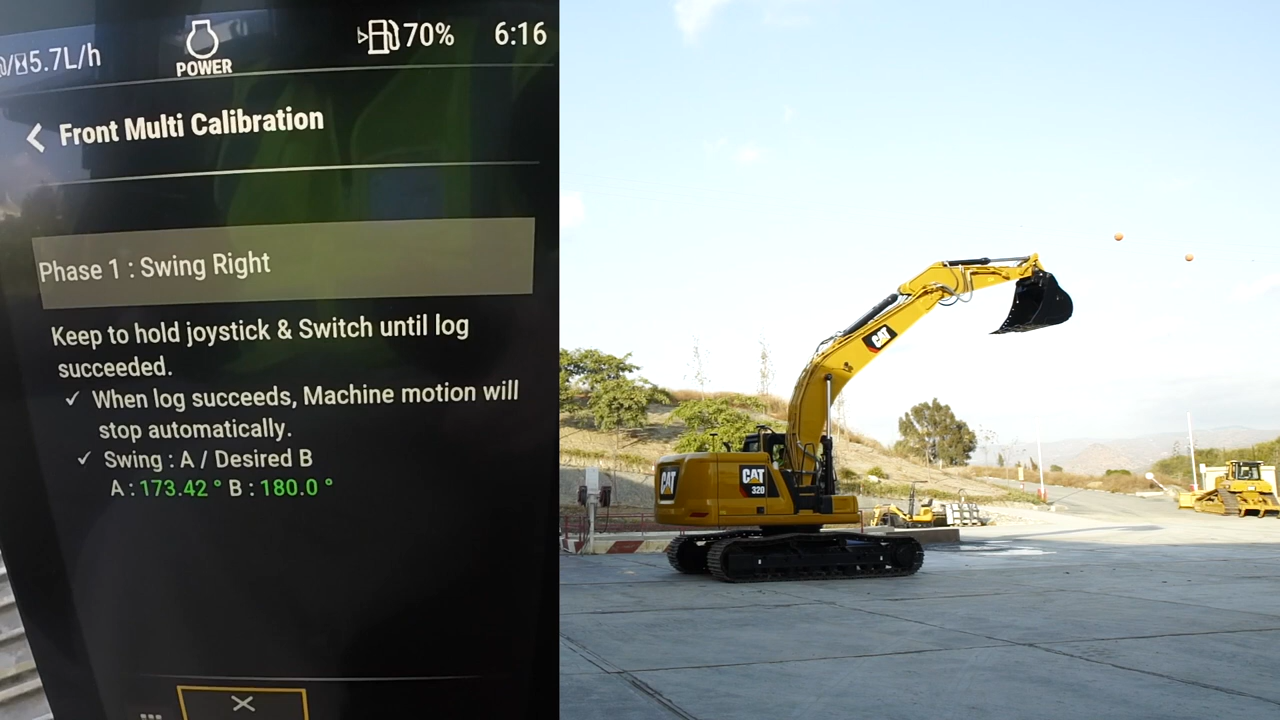 5.7L/h
POWER
70%
6:16
Front Multi Calibration
Phase 1 : Swing Right
Keep to hold joystick & Switch until log
succeeded.
✓ When log succeeds, Machine motion will
stop automatically.
✓ Swing : A / Desired B
A : 173.42 ° B : 180.0 °
CAT
CAT
CAT
320